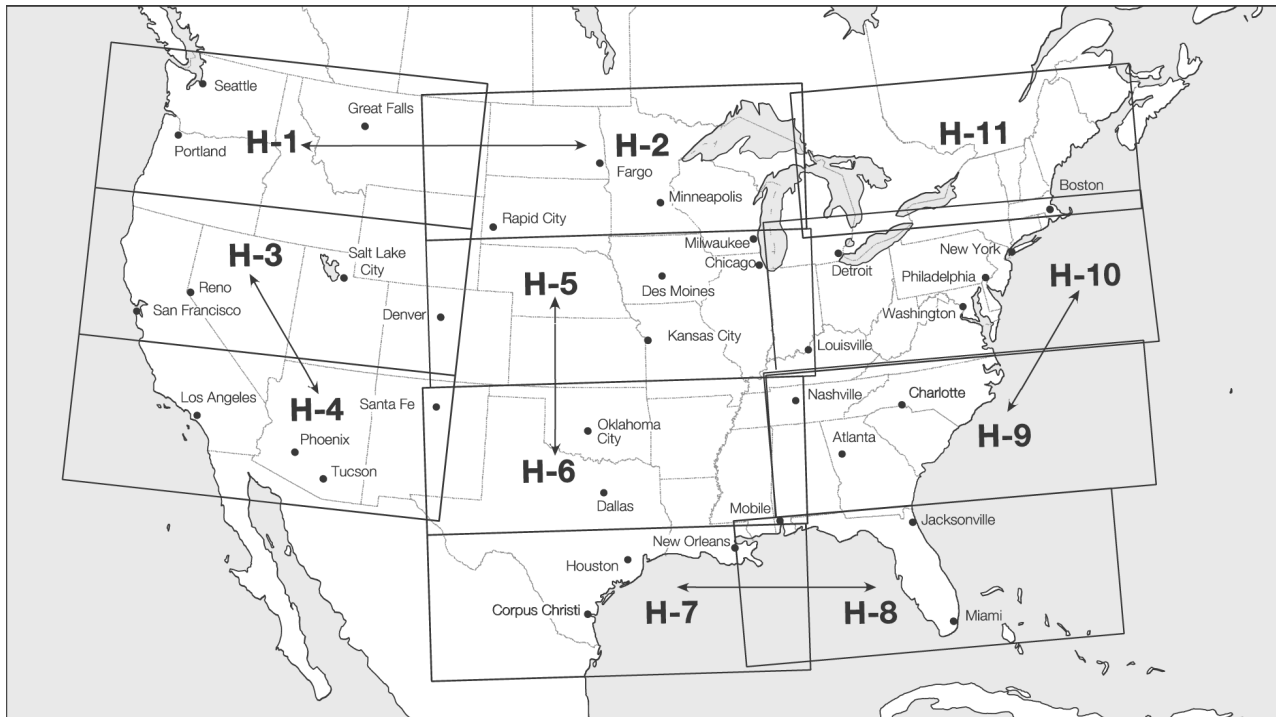 Seattle
Great Falls
H-1
H-2
H-11
Portland
Fargo
Minneapolis
Boston
Rapid City
Milwaukee
New York
H-3
Salt Lake
City
Chicago
Detroit
Philadelphia
H-10
Reno
H-5
Des Moines
San Francisco
Denver
Washington
Kansas City
Louisville
Los Angeles
Santa Fe
Nashville
Charlotte
H-4
Oklahoma
City
Phoenix
Atlanta
H-9
Tucson
H-6
Dallas
Mobile
Jacksonville
New Orleans
Houston
Corpus Christi
H-7
H-8
Miami